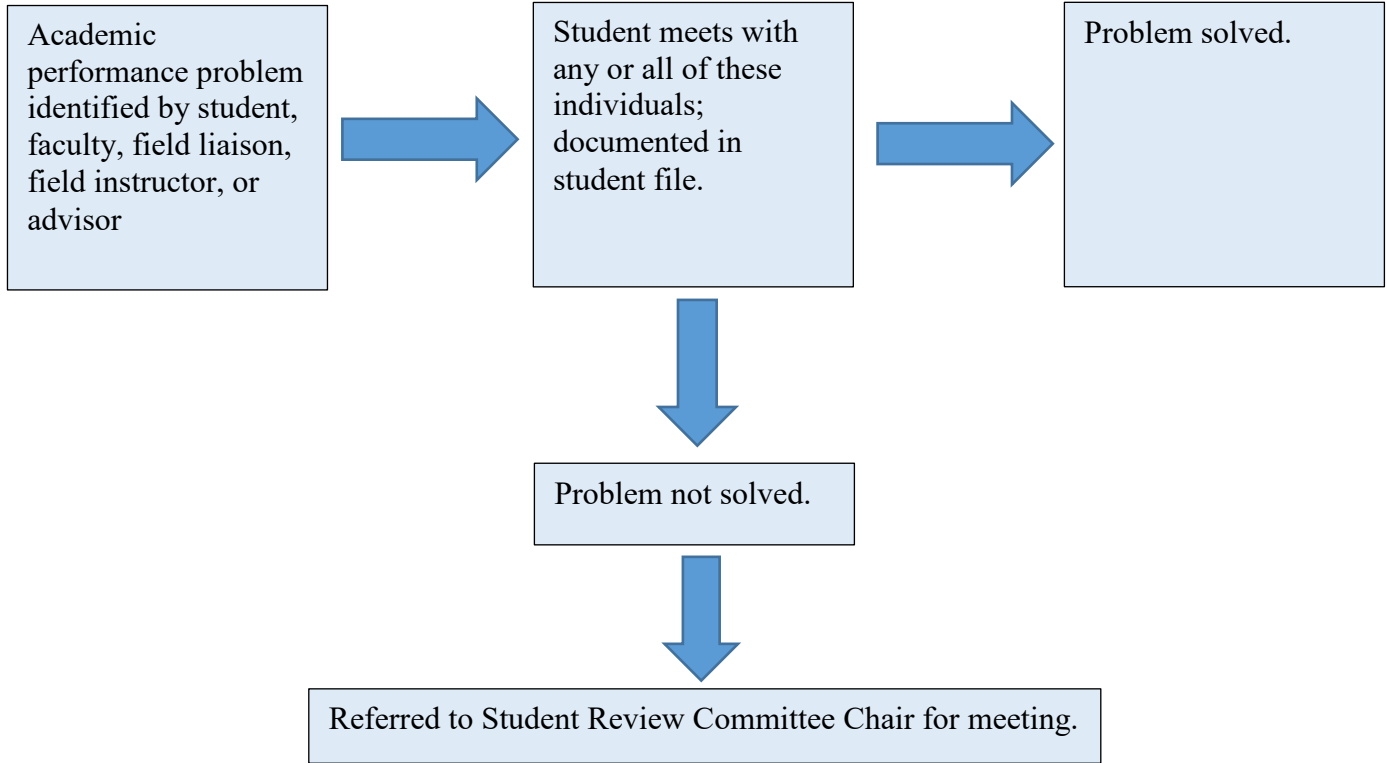 Academic
performance problem
identified by student,
faculty, field liaison,
field instructor, or
advisor
Student meets with
any or all of these
individuals;
documented in
student file.
Problem solved.
Problem not solved.
Referred to Student Review Committee Chair for meeting.